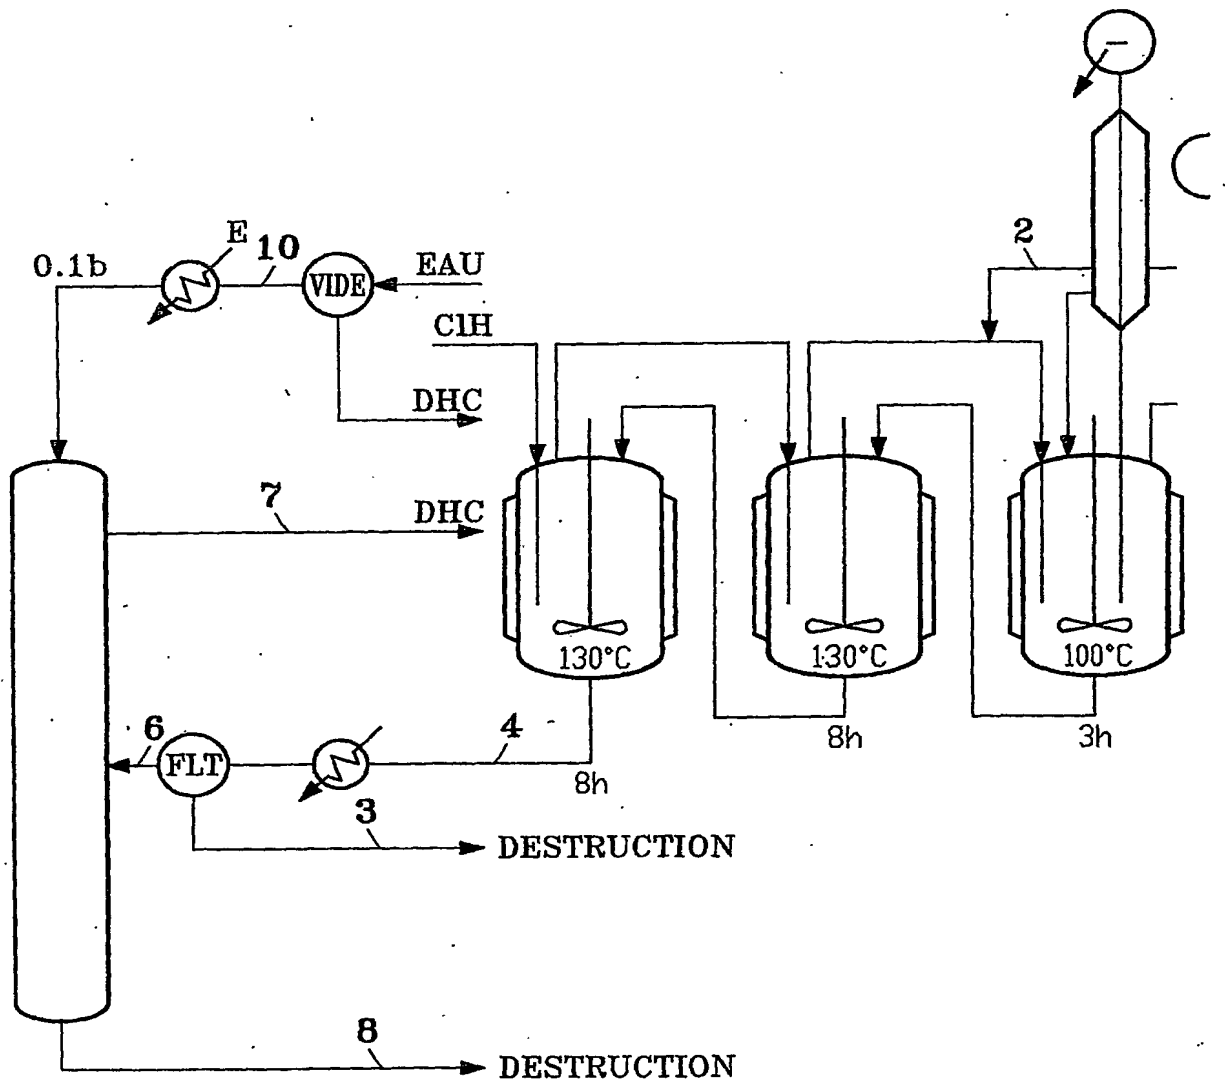 2
E
10
0.1b
VIDE
EAU
ClH
DHC
7
DHC
130°C
130°C
100°C
6
FLT
4
8h
8h
3h
3
DESTRUCTION
8
DESTRUCTION